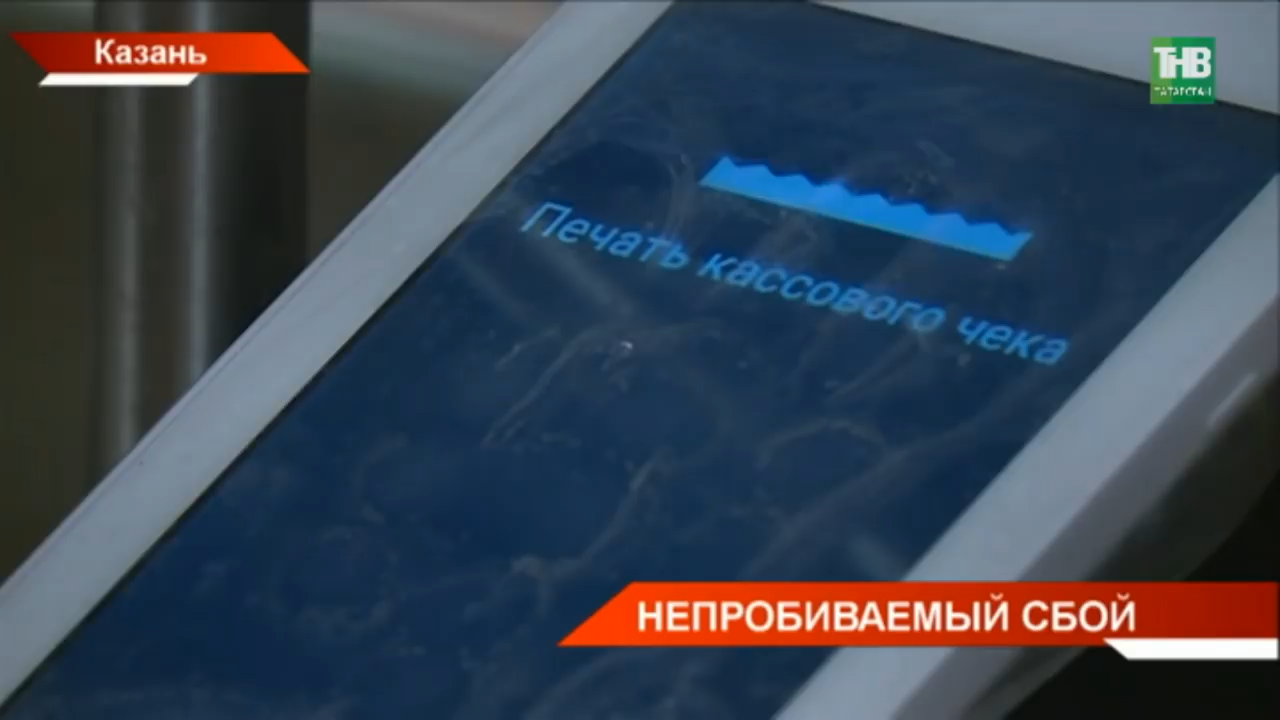 Казань
ТНВ
ТАТАРСТАН
Печать кассового чека
НЕПРОБИВАЕМЫЙ СБОЙ